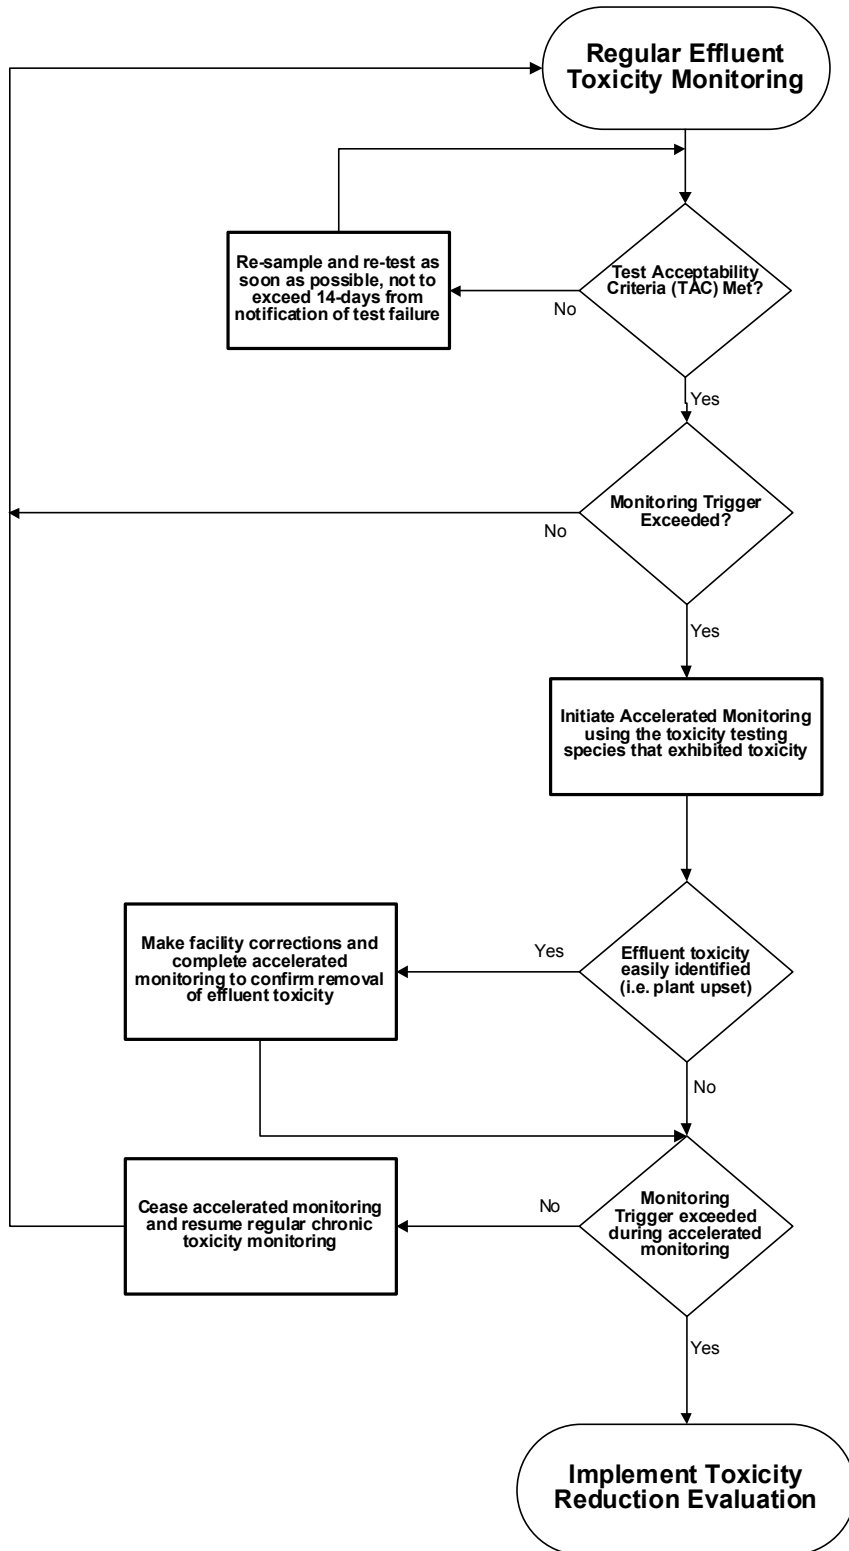 Regular Effluent
Toxicity Monitoring
Re-sample and re-test as
soon as possible, not to
exceed 14-days from
notification of test failure
No
Test Acceptability
Criteria (TAC) Met?
Yes
Monitoring Trigger
Exceeded?
No
Yes
Initiate Accelerated Monitoring
using the toxicity testing
species that exhibited toxicity
Make facility corrections and
complete accelerated
monitoring to confirm removal
of effluent toxicity
Yes
Effluent toxicity
easily identified
(i.e. plant upset)
No
Cease accelerated monitoring
and resume regular chronic
toxicity monitoring
No
Monitoring
Trigger exceeded
during accelerated
monitoring
Yes
Implement Toxicity
Reduction Evaluation